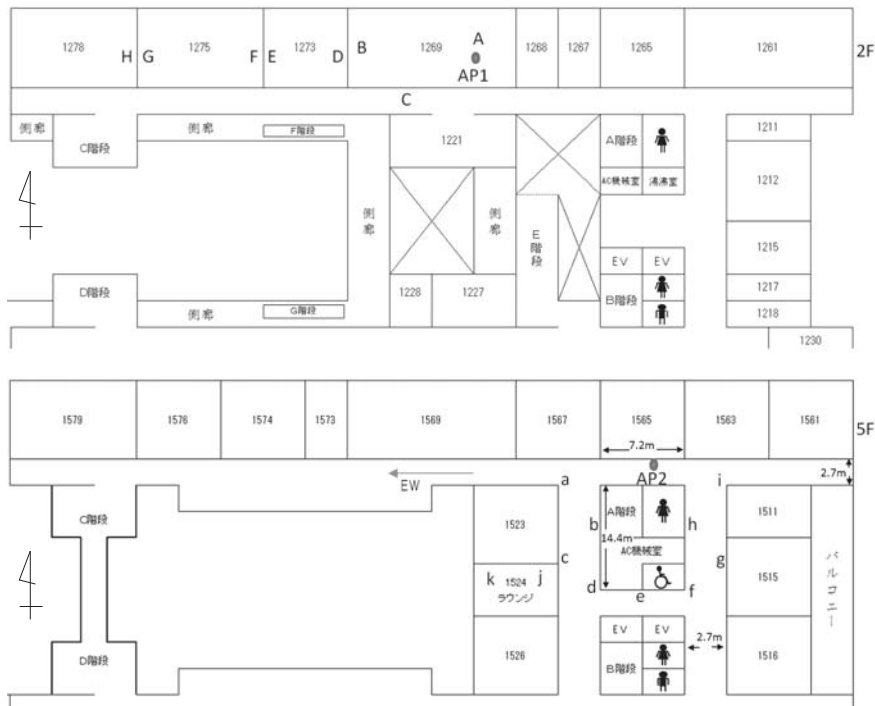 1278
H
G
1275
F
E
1273
D
B
1269
A
AP1
1268
1267
1265
1261
2F
C
側廊
C階段
側廊
F階段
1221
A階段
AC機械室
湯沸室
1211
1212
側廊
側廊
E階段
EV
EV
1215
D階段
側廊
G階段
1228
1227
B階段
1217
1218
1230
1579
1576
1574
1573
1569
1567
1565
1563
1561
5F
7.2m
AP2
2.7m
EW
a
i
C階段
1523
b
A階段
h
1511
14.4m
AC機械室
c
g
k
1524
j
ラウンジ
d
e
f
1515
バルコニー
EV
EV
2.7m
D階段
1526
B階段
1516